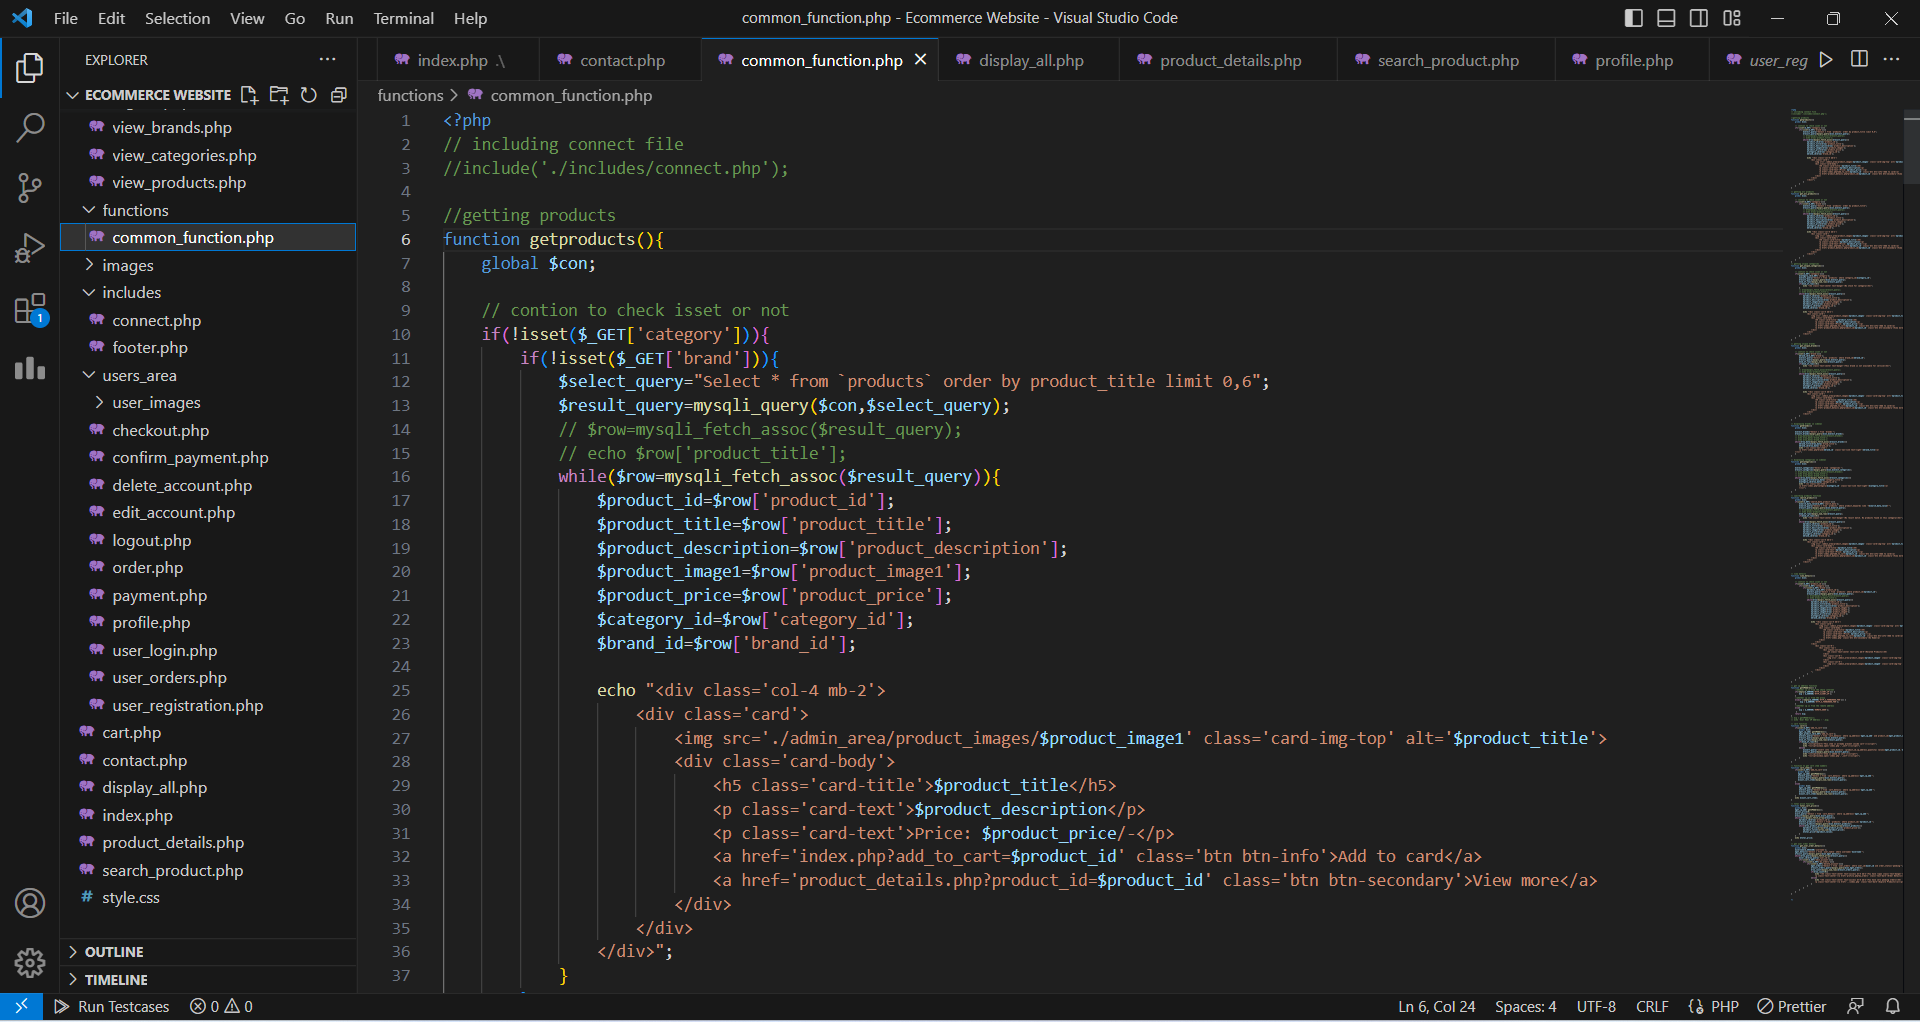 File Edit Selection View Go Run Terminal Help
common_function.php - Ecommerce Website - Visual Studio Code
EXPLORER
ECOMMERCE WEBSITE
view_brands.php
view_categories.php
view_products.php
functions
common_function.php
images
includes
connect.php
footer.php
users_area
user_images
checkout.php
confirm_payment.php
delete_account.php
edit_account.php
logout.php
order.php
payment.php
profile.php
user_login.php
user_orders.php
user_registration.php
cart.php
contact.php
display_all.php
index.php
product_details.php
search_product.php
# style.css
OUTLINE
TIMELINE
1
index.php .\ contact.php common_function.php display_all.php product_details.php search_product.php profile.php user_reg
functions > common_function.php
1 <?php
2 // including connect file
3 //include('./includes/connect.php');
4
5 //getting products
6 function getproducts(){
7 global $con;
8
9 // contion to check isset or not
10 if(!isset($_GET['category'])){
11 if(!isset($_GET['brand'])){
12 $select_query="Select * from `products` order by product_title limit 0,6";
13 $result_query=mysqli_query($con,$select_query);
14 // $row=mysqli_fetch_assoc($result_query);
15 // echo $row['product_title'];
16 while($row=mysqli_fetch_assoc($result_query)){
17 $product_id=$row['product_id'];
18 $product_title=$row['product_title'];
19 $product_description=$row['product_description'];
20 $product_image1=$row['product_image1'];
21 $product_price=$row['product_price'];
22 $category_id=$row['category_id'];
23 $brand_id=$row['brand_id'];
24
25 echo "<div class='col-4 mb-2'>
26 <div class='card'>
27 <img src='./admin_area/product_images/$product_image1' class='card-img-top' alt='$product_title'>
28 <div class='card-body'>
29 <h5 class='card-title'>$product_title</h5>
30 <p class='card-text'>$product_description</p>
31 <p class='card-text'>Price: $product_price/-</p>
32 <a href='index.php?add_to_cart=$product_id' class='btn btn-info'>Add to card</a>
33 <a href='product_details.php?product_id=$product_id' class='btn btn-secondary'>View more</a>
34 </div>
35 </div>
36 </div>";
37 }
Run Testcases 0 0 Ln 6, Col 24 Spaces: 4 UTF-8 CRLF PHP Prettier